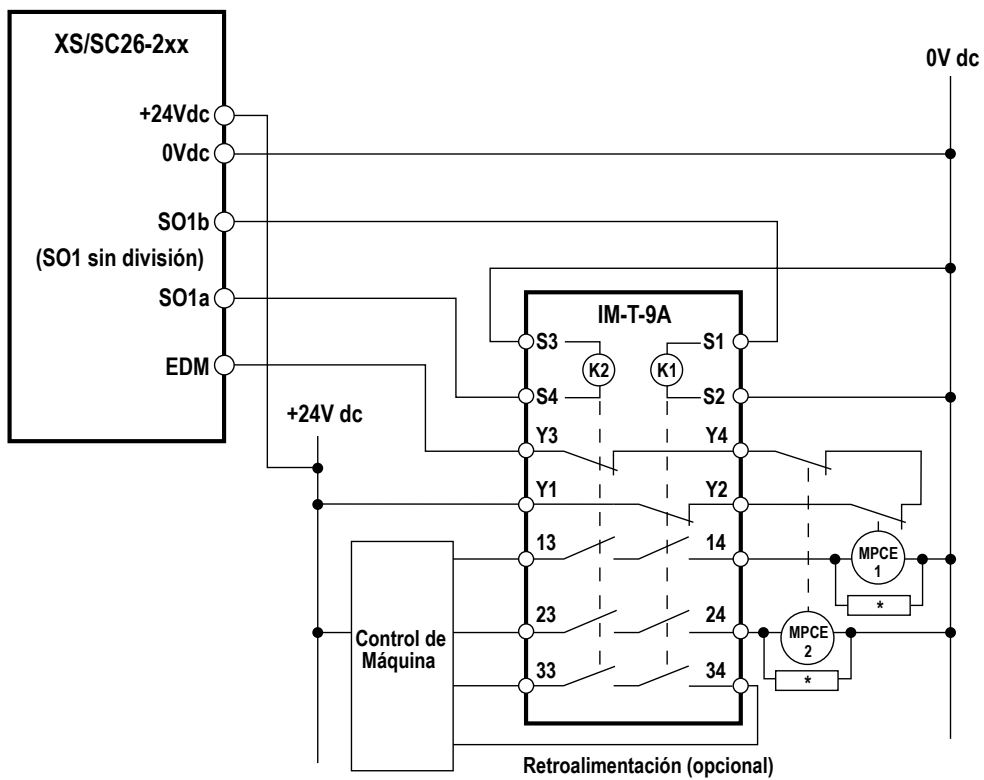 XS/SC26-2xx
0V dc
+24Vdc
0Vdc
SO1b
(SO1 sin división)
SO1a
IM-T-9A
S3
S1
K2
K1
EDM
S4
S2
+24V dc
Y3
Y4
Y1
Y2
13
14
MPCE
1
*
23
24
Control de
Máquina
MPCE
2
33
34
*
Retroalimentación (opcional)